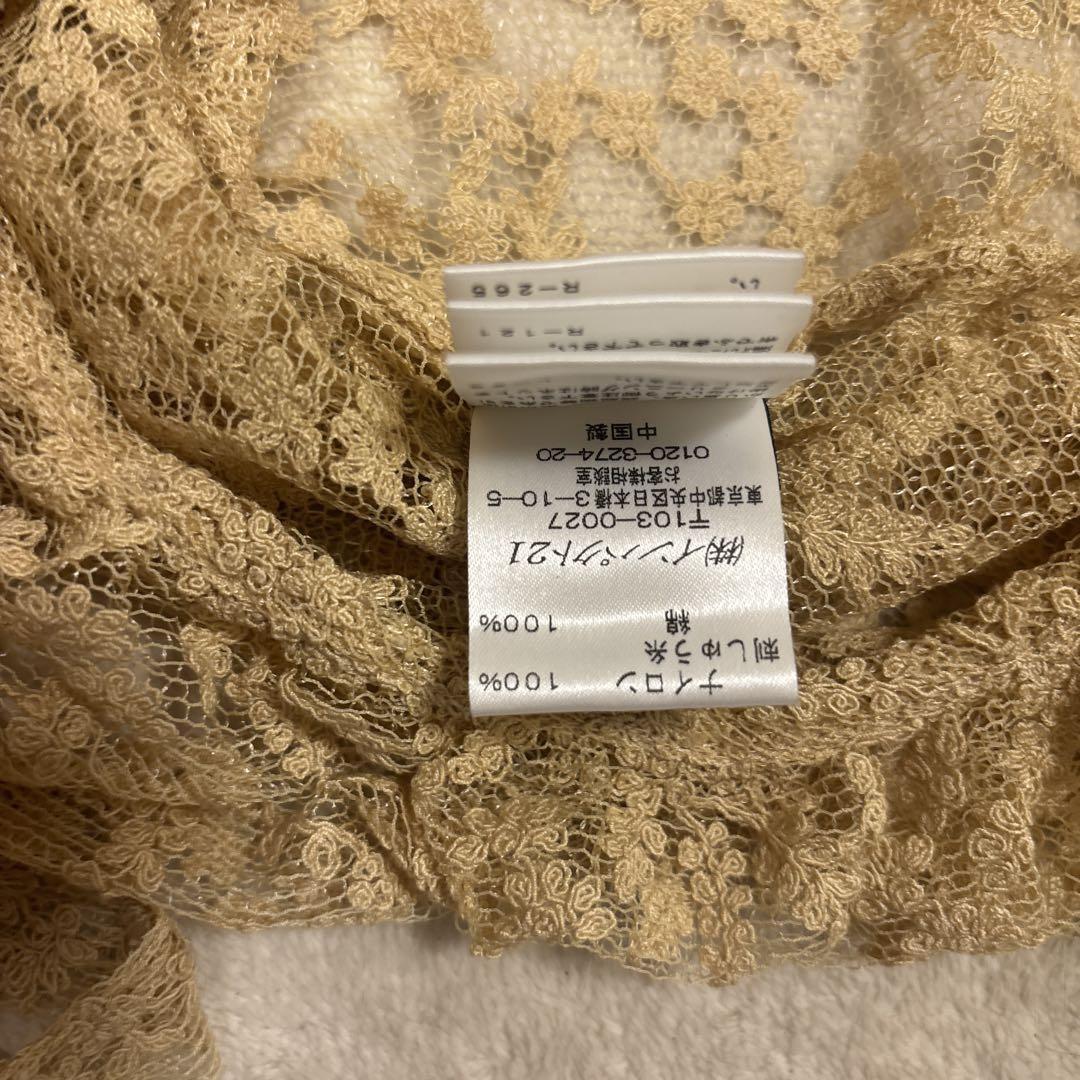 ナイロン 100%
刺しゅう糸
綿 100%
㈱インパクト21
〒103-0027
東京都中央区日本橋3-10-5
お客様相談室
0120-3274-20
中国製
R-121
い。
R-265